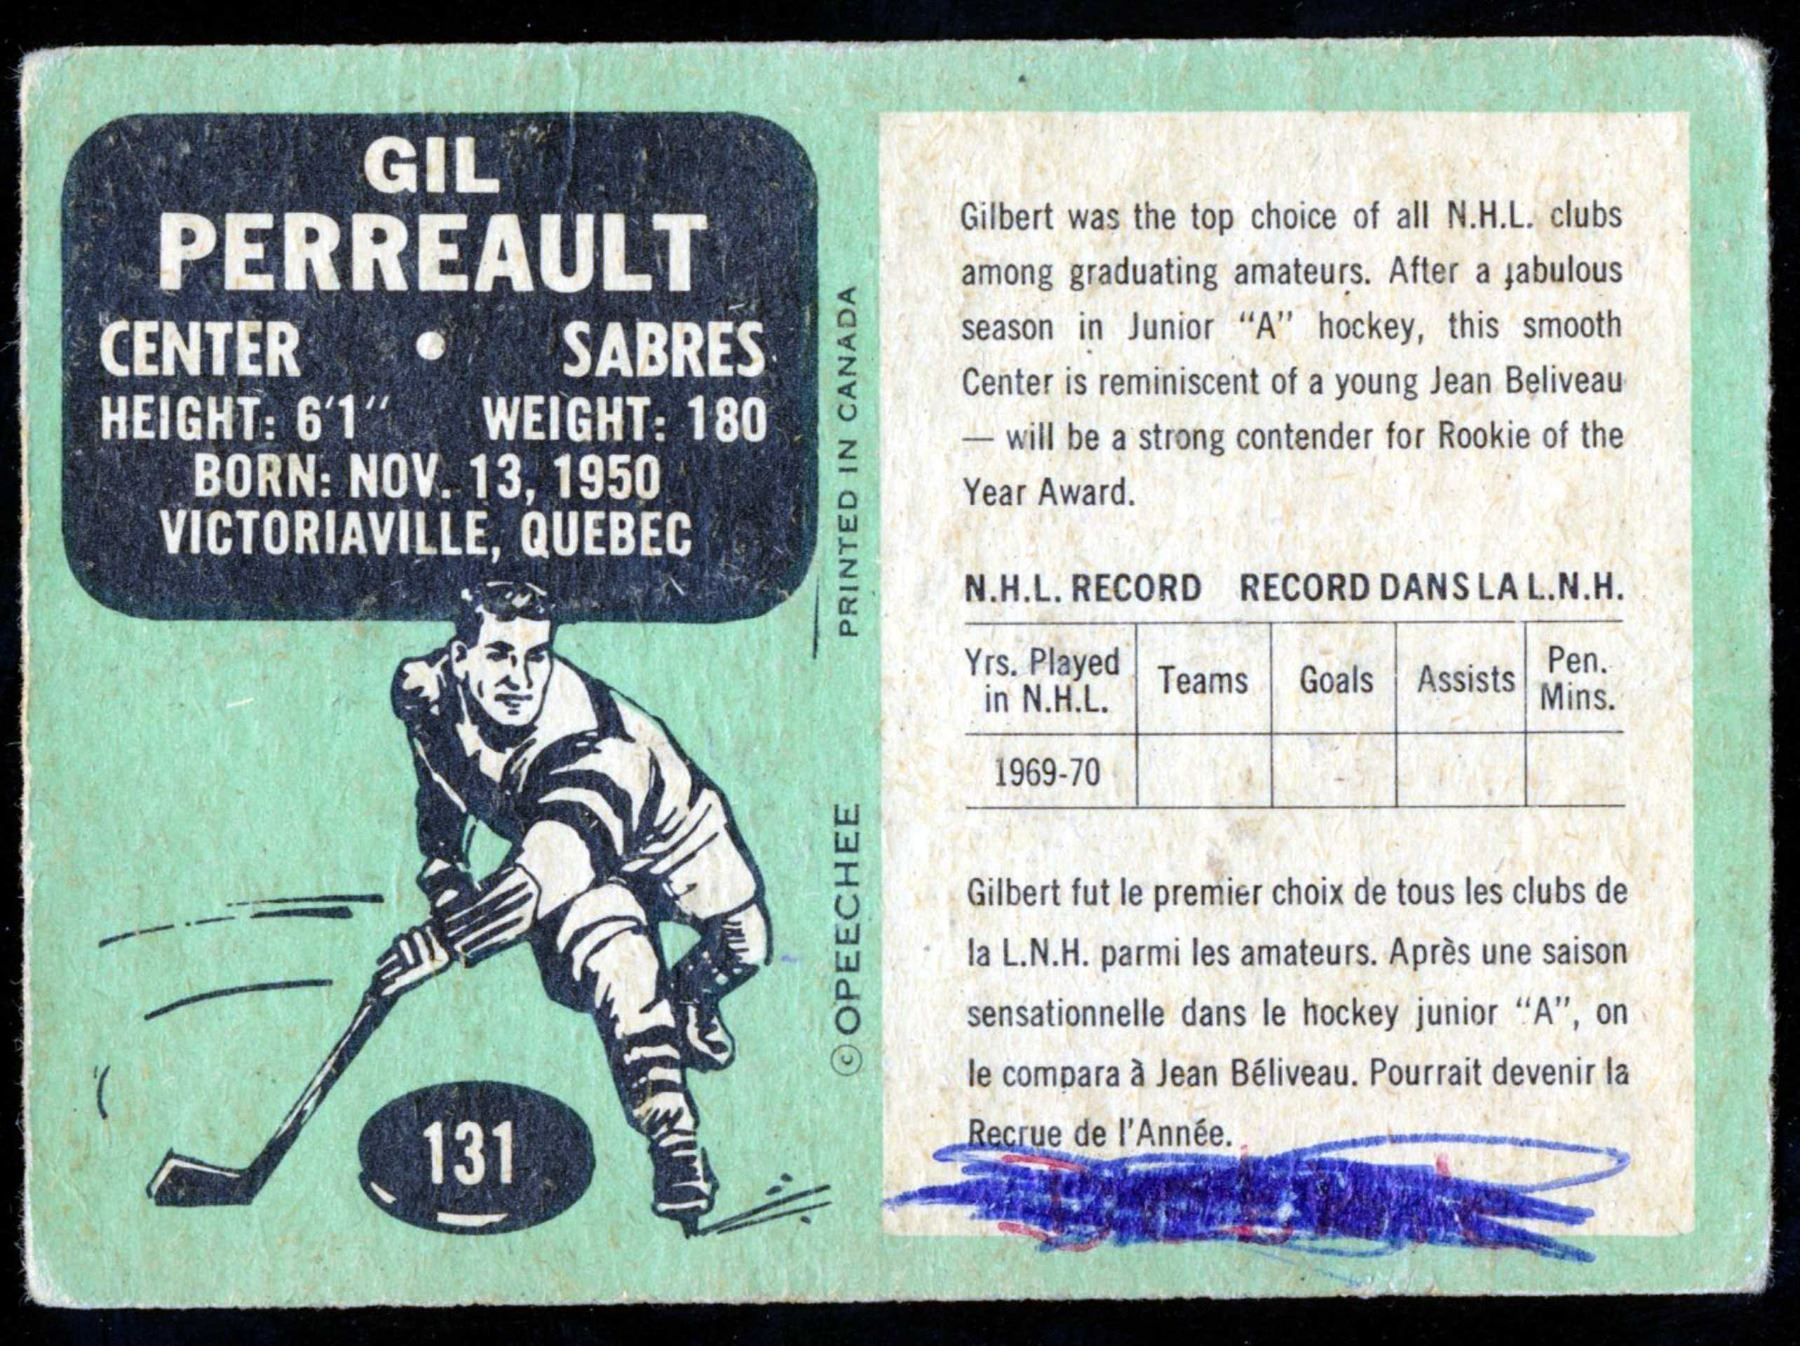 GIL
PERREAULT
CENTER • SABRES
HEIGHT: 6'1" WEIGHT: 180
BORN: NOV. 13, 1950
VICTORIAVILLE, QUEBEC
131
PRINTED IN CANADA
© OPEECHEE
Gilbert was the top choice of all N.H.L. clubs
among graduating amateurs. After a fabulous
season in Junior “A” hockey, this smooth
Center is reminiscent of a young Jean Beliveau
— will be a strong contender for Rookie of the
Year Award.
N.H.L. RECORD RECORD DANS LA L.N.H.
Yrs. Played in N.H.L. Teams Goals Assists Pen. Mins.
1969-70
Gilbert fut le premier choix de tous les clubs de
la L.N.H. parmi les amateurs. Après une saison
sensationnelle dans le hockey junior “A”, on
le compara à Jean Béliveau. Pourrait devenir la
Recrue de l'Année.